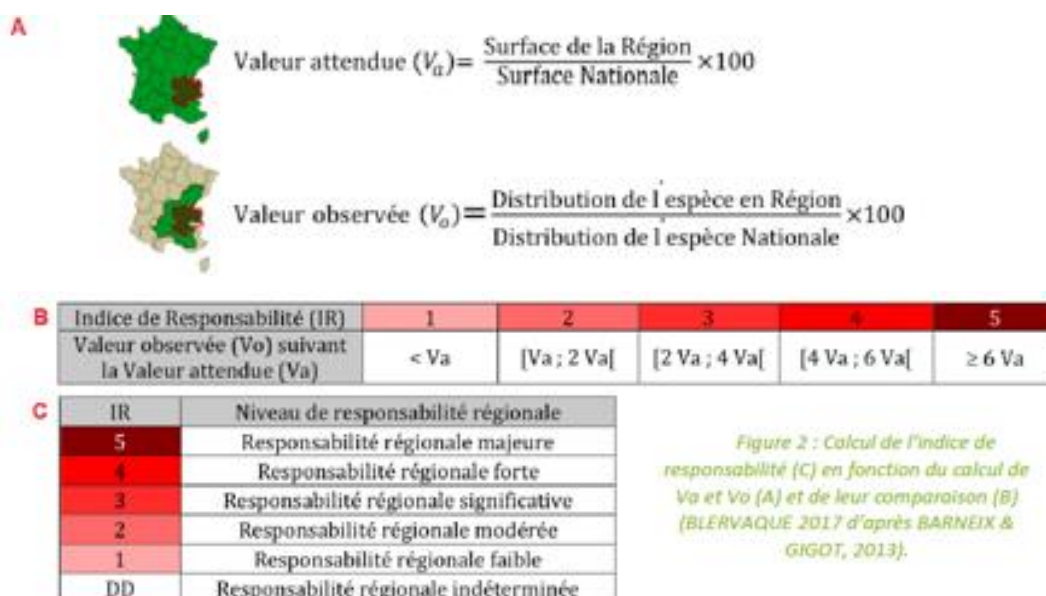 A
Valeur attendue (Va)= Surface de la Région / Surface Nationale ×100
Valeur observée (Vo)= Distribution de l'espèce en Région / Distribution de l'espèce Nationale ×100
B
Indice de Responsabilité (IR) 1 2 3 4 5
Valeur observée (Vo) suivant
la Valeur attendue (Va)
< Va [Va ; 2 Va[ [2 Va ; 4 Va[ [4 Va ; 6 Va[ ≥ 6 Va
C
IR Niveau de responsabilité régionale
5 Responsabilité régionale majeure
4 Responsabilité régionale forte
3 Responsabilité régionale significative
2 Responsabilité régionale modérée
1 Responsabilité régionale faible
DD Responsabilité régionale indéterminée
Figure 2 : Calcul de l'indice de
responsabilité (C) en fonction du calcul de
Va et Vo (A) et de leur comparaison (B)
(BLERVAQUE 2017 d'après BARNEIX &
GIGOT, 2013).